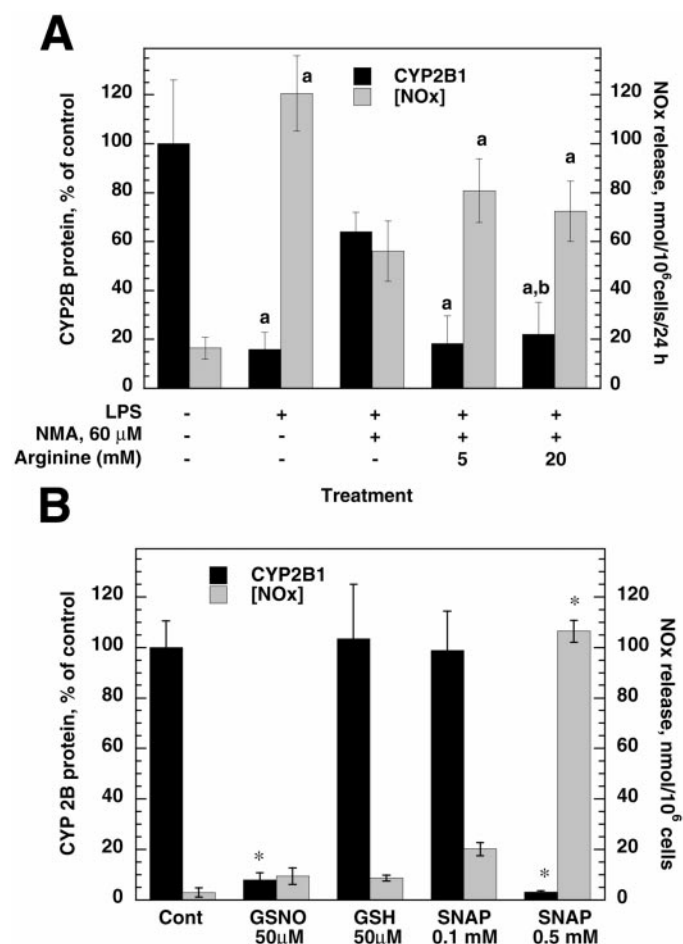 A
CYP2B1
[NOx]
CYP2B protein, % of control
NOx release, nmol/10⁶cells/24 h
120
100
80
60
40
20
0
120
100
80
60
40
20
0
a
a
a
a
a,b
a
LPS - + + + +
NMA, 60 µM - - + + +
Arginine (mM) - - - 5 20
Treatment
B
CYP2B1
[NOx]
CYP 2B protein, % of control
NOx release, nmol/10⁶ cells
120
100
80
60
40
20
0
120
100
80
60
40
20
0
*
*
*
Cont GSNO GSH SNAP SNAP
50µM 50µM 0.1 mM 0.5 mM